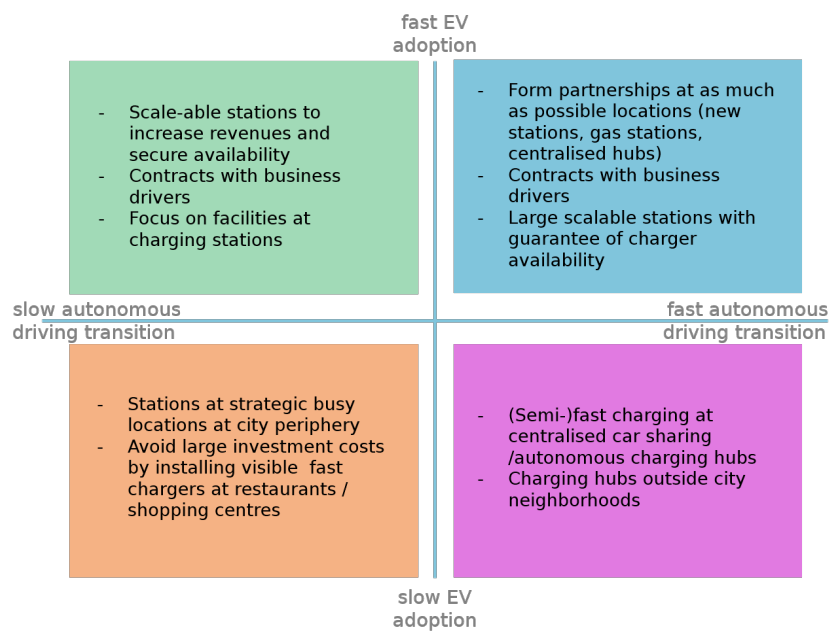 fast EV
adoption
- Scale-able stations to
increase revenues and
secure availability
- Contracts with business
drivers
- Focus on facilities at
charging stations
- Form partnerships at as much
as possible locations (new
stations, gas stations,
centralised hubs)
- Contracts with business
drivers
- Large scalable stations with
guarantee of charger
availability
slow autonomous
driving transition
fast autonomous
driving transition
- Stations at strategic busy
locations at city periphery
- Avoid large investment costs
by installing visible  fast
chargers at restaurants /
shopping centres
- (Semi-)fast charging at
centralised car sharing
/autonomous charging hubs
- Charging hubs outside city
neighborhoods
slow EV
adoption